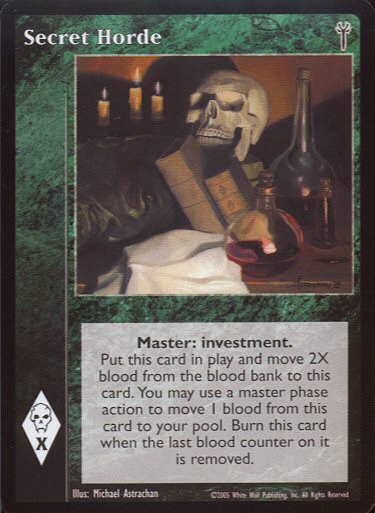 Secret Horde
Master: investment.
Put this card in play and move 2X
blood from the blood bank to this
card. You may use a master phase
action to move 1 blood from this
card to your pool. Burn this card
when the last blood counter on it
is removed.
X
Illus: Michael Astrachan
©2005 White Wolf Publishing, Inc. All Rights Reserved